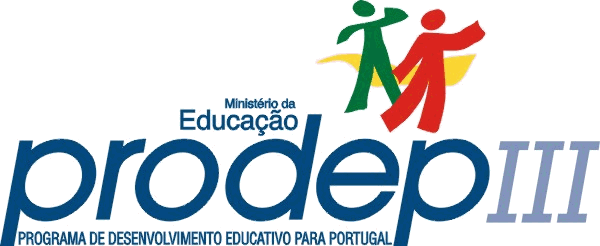 Ministério da
Educação
prodep III
PROGRAMA DE DESENVOLVIMENTO EDUCATIVO PARA PORTUGAL